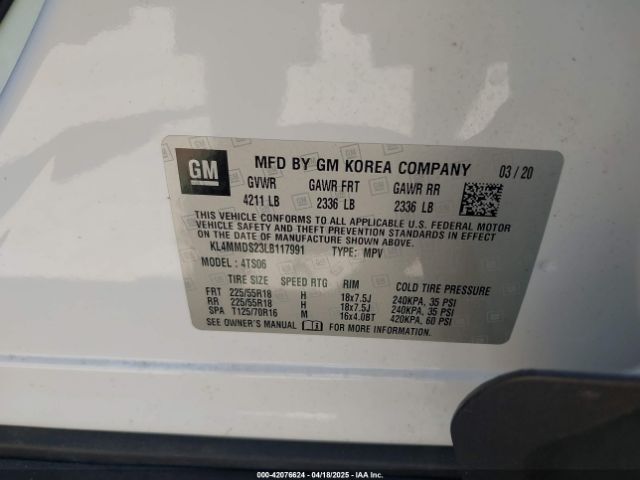 GM MFD BY GM KOREA COMPANY 03/20
GVWR GAWR FRT GAWR RR
4211 LB 2336 LB 2336 LB
THIS VEHICLE CONFORMS TO ALL APPLICABLE U.S. FEDERAL MOTOR
VEHICLE SAFETY AND THEFT PREVENTION STANDARDS IN EFFECT
ON THE DATE OF MANUFACTURE SHOWN ABOVE.
KL4MMDS23LB117991 TYPE: MPV
MODEL: 4TS06
TIRE SIZE SPEED RTG RIM COLD TIRE PRESSURE
FRT 225/55R18 H 18x7.5J 240KPA, 35 PSI
RR 225/55R18 H 18x7.5J 240KPA, 35 PSI
SPA T125/70R16 M 16x4.0BT 420KPA, 60 PSI
SEE OWNER'S MANUAL FOR MORE INFORMATION.
000-42076624 04/18/2025 IAA Inc.